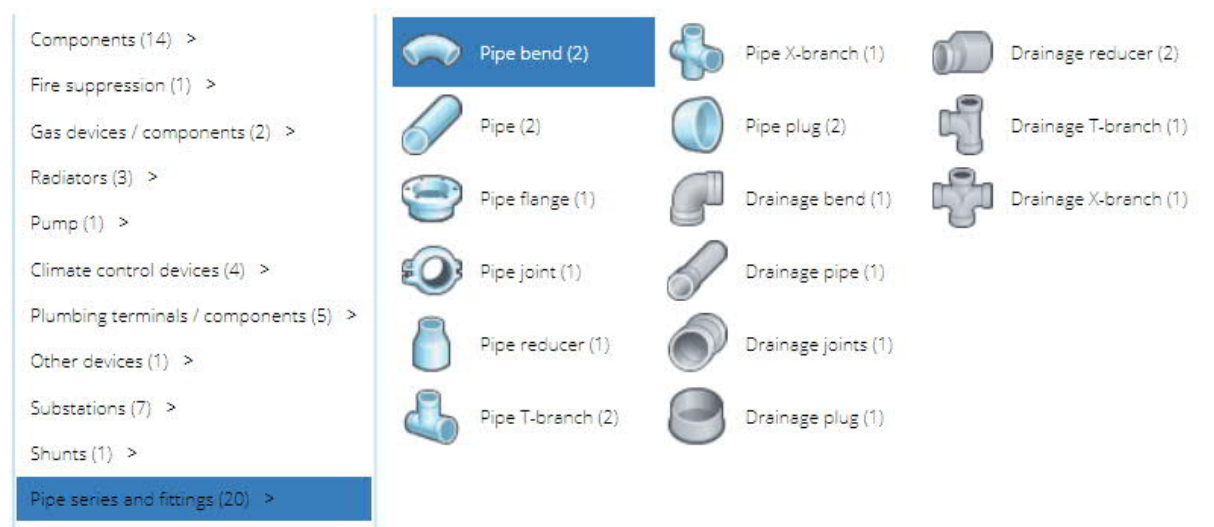 Components (14) >
Fire suppression (1) >
Gas devices / components (2) >
Radiators (3) >
Pump (1) >
Climate control devices (4) >
Plumbing terminals / components (5) >
Other devices (1) >
Substations (7) >
Shunts (1) >
Pipe series and fittings (20) >
Pipe bend (2)
Pipe (2)
Pipe flange (1)
Pipe joint (1)
Pipe reducer (1)
Pipe T-branch (2)
Pipe X-branch (1)
Pipe plug (2)
Drainage bend (1)
Drainage pipe (1)
Drainage joints (1)
Drainage plug (1)
Drainage reducer (2)
Drainage T-branch (1)
Drainage X-branch (1)